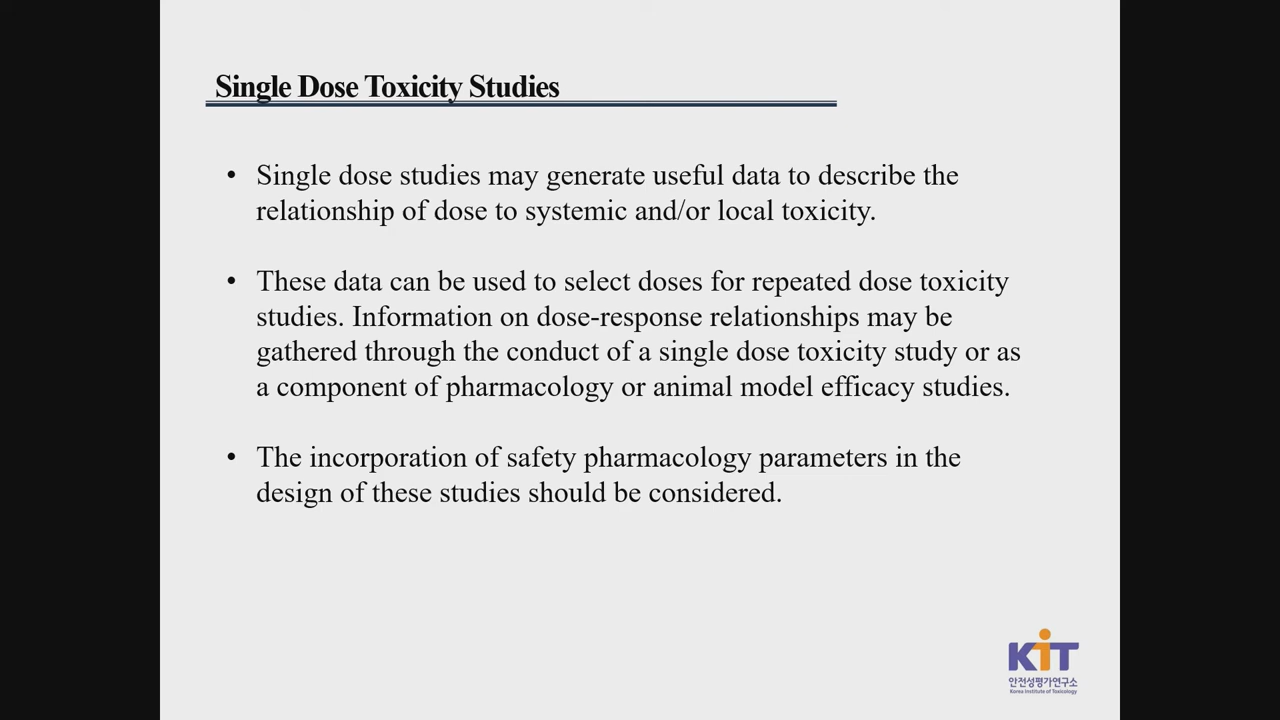 Single Dose Toxicity Studies
• Single dose studies may generate useful data to describe the
relationship of dose to systemic and/or local toxicity.
• These data can be used to select doses for repeated dose toxicity
studies. Information on dose-response relationships may be
gathered through the conduct of a single dose toxicity study or as
a component of pharmacology or animal model efficacy studies.
• The incorporation of safety pharmacology parameters in the
design of these studies should be considered.
KiT
안전성평가연구소
Korea Institute of Toxicology